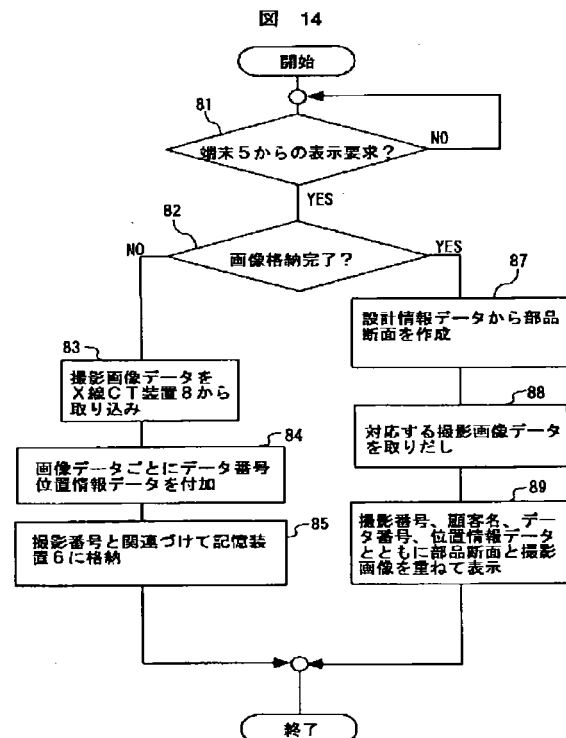 図 14
開始
81
端末5からの表示要求？
NO
YES
82
画像格納完了？
NO
YES
83
撮影画像データを
X線CT装置8から
取り込み
84
画像データごとにデータ番号
位置情報データを付加
85
撮影番号と関連づけて記憶装
置6に格納
87
設計情報データから部品
断面を作成
88
対応する撮影画像データ
を取りだし
89
撮影番号、顧客名、デー
タ番号、位置情報データ
とともに部品断面と撮影
画像を重ねて表示
終了